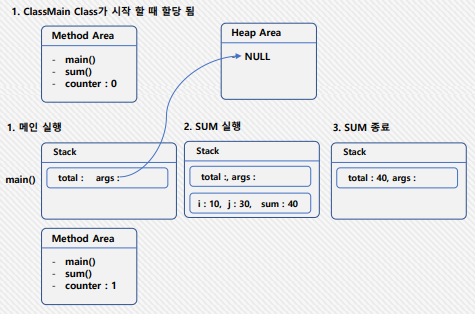 1. ClassMain Class가 시작 할 때 할당 됨
Method Area
- main()
- sum()
- counter : 0
Heap Area
NULL
1. 메인 실행
2. SUM 실행
3. SUM 종료
main()
Stack
total : args :
Stack
total :, args :
i : 10, j : 30, sum : 40
Stack
total : 40, args :
Method Area
- main()
- sum()
- counter : 1